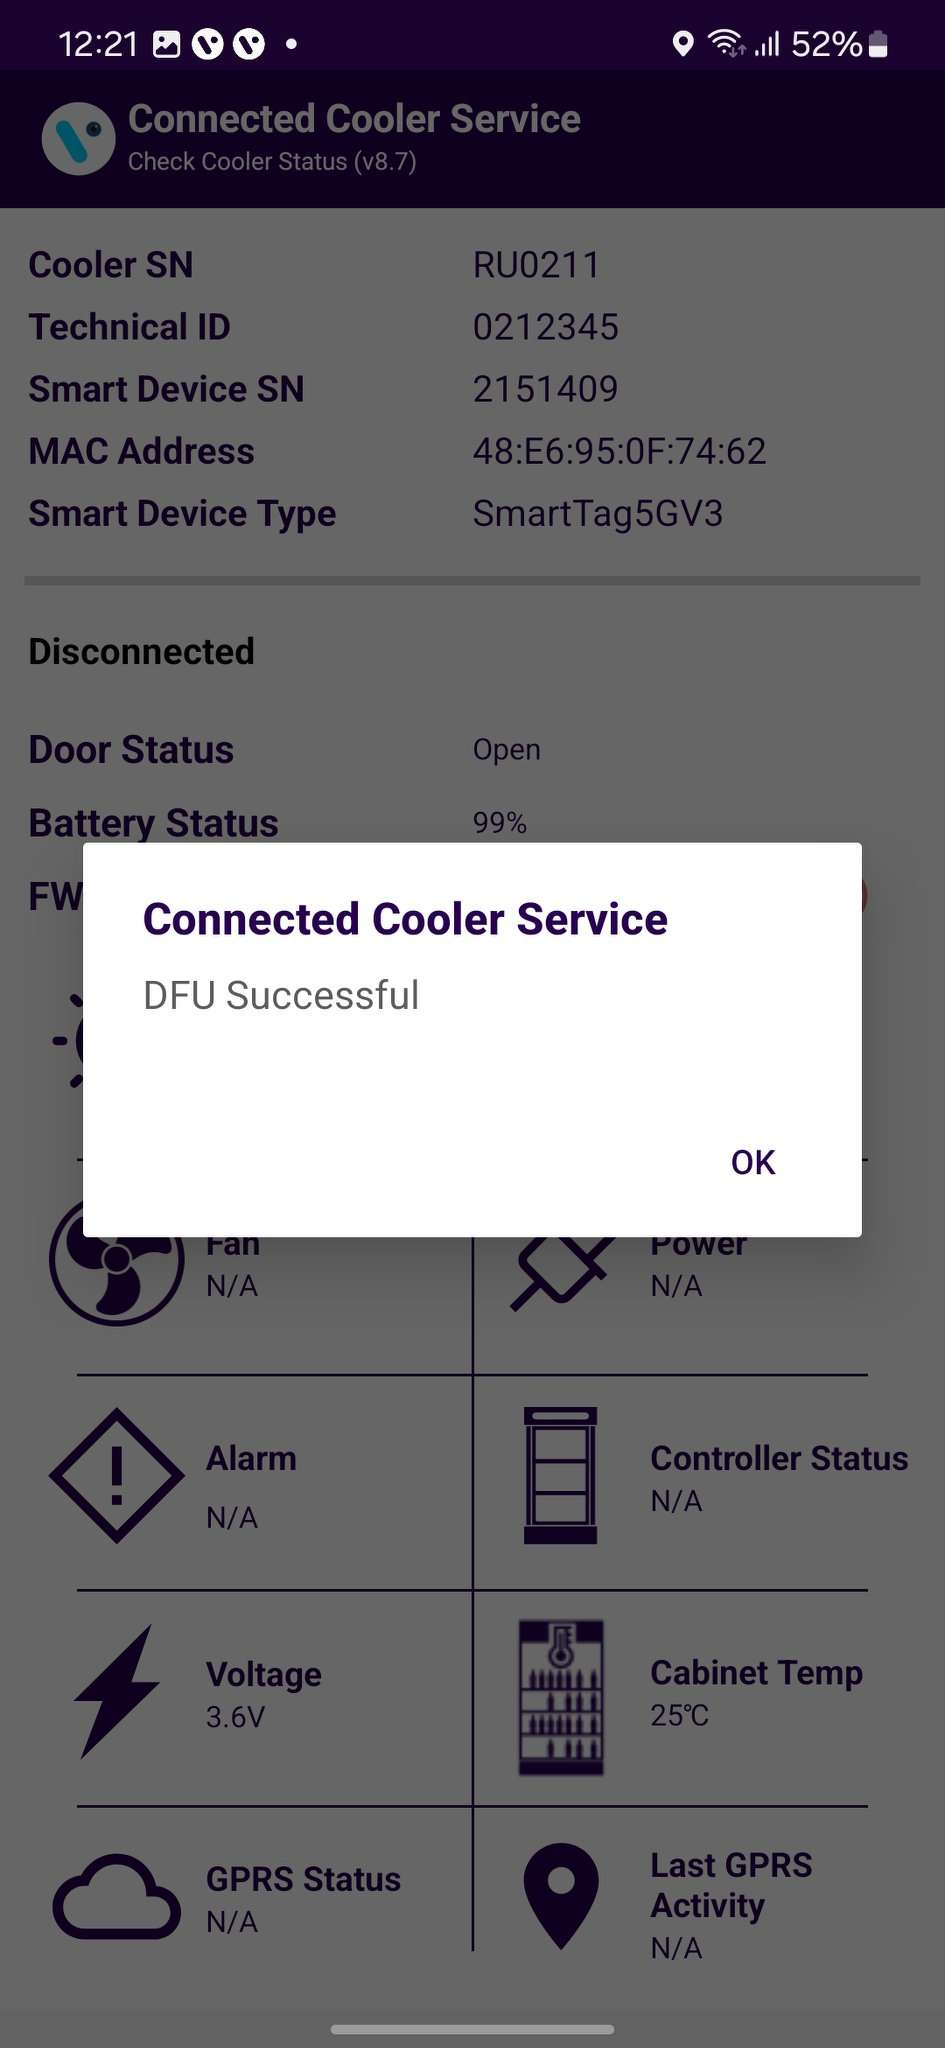 12:21
52%
Connected Cooler Service
Check Cooler Status (v8.7)
Cooler SN RU0211
Technical ID 0212345
Smart Device SN 2151409
MAC Address 48:E6:95:0F:74:62
Smart Device Type SmartTag5GV3
Disconnected
Door Status Open
Battery Status 99%
FW
Connected Cooler Service
DFU Successful
OK
Fan
N/A
Power
N/A
Alarm
N/A
Controller Status
N/A
Voltage
3.6V
Cabinet Temp
25℃
GPRS Status
N/A
Last GPRS
Activity
N/A